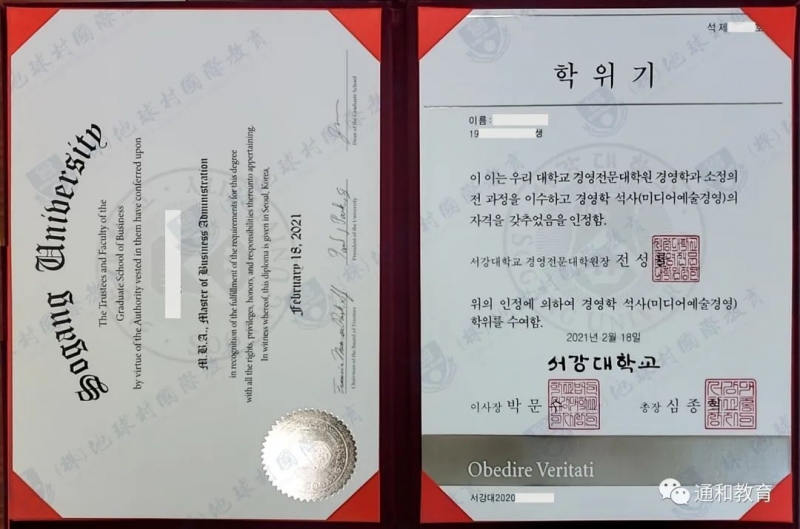 Sogang University
The Trustees and Faculty of the
Graduate School of Business
by virtue of the Authority vested in them have conferred upon
M.B.A., Master of Business Administration
in recognition of the fulfillment of the requirements for this degree
with all the rights, privileges, honors, and responsibilities thereunto appertaining.
In witness whereof, this diploma is given in Seoul, Korea,
February 18, 2021
Chairman of the Board of Trustees
President of the University
Dean of the Graduate School
석 제 호
학 위 기
이름:
19 생
이 이는 우리 대학교 경영전문대학원 경영학과 소정의
전 과정을 이수하고 경영학 석사(미디어예술경영)의
자격을 갖추었음을 인정함.
서강대학교 경영전문대학원장 전 성
위의 인정에 의하여 경영학 석사(미디어예술경영)
학위를 수여함.
2021년 2월 18일
서강대학교
이사장 박 문
총장 심 종
Obedire Veritati
서강대2020
通和教育
(株)地球村國際教育